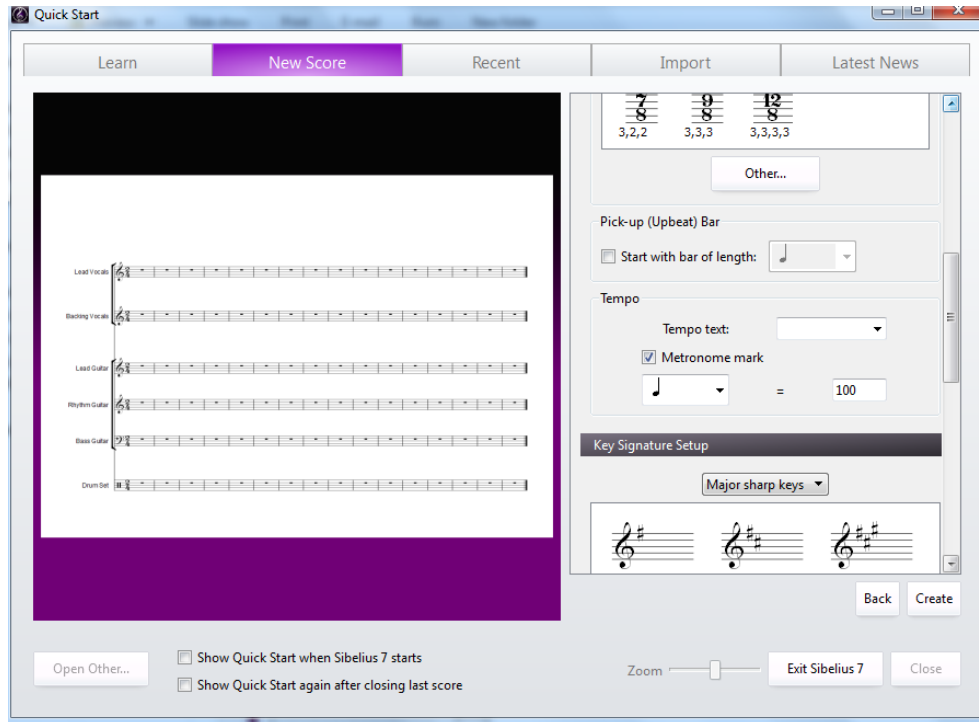 Quick Start
Learn New Score Recent Import Latest News
7 9 12
8 8 8
3,2,2 3,3,3 3,3,3,3
Other...
Pick-up (Upbeat) Bar
Start with bar of length:
Tempo
Tempo text:
Metronome mark
= 100
Key Signature Setup
Major sharp keys
Lead Vocals
Backing Vocals
Lead Guitar
Rhythm Guitar
Bass Guitar
Drum Set
Back Create
Open Other...
Show Quick Start when Sibelius 7 starts
Show Quick Start again after closing last score
Zoom
Exit Sibelius 7
Close